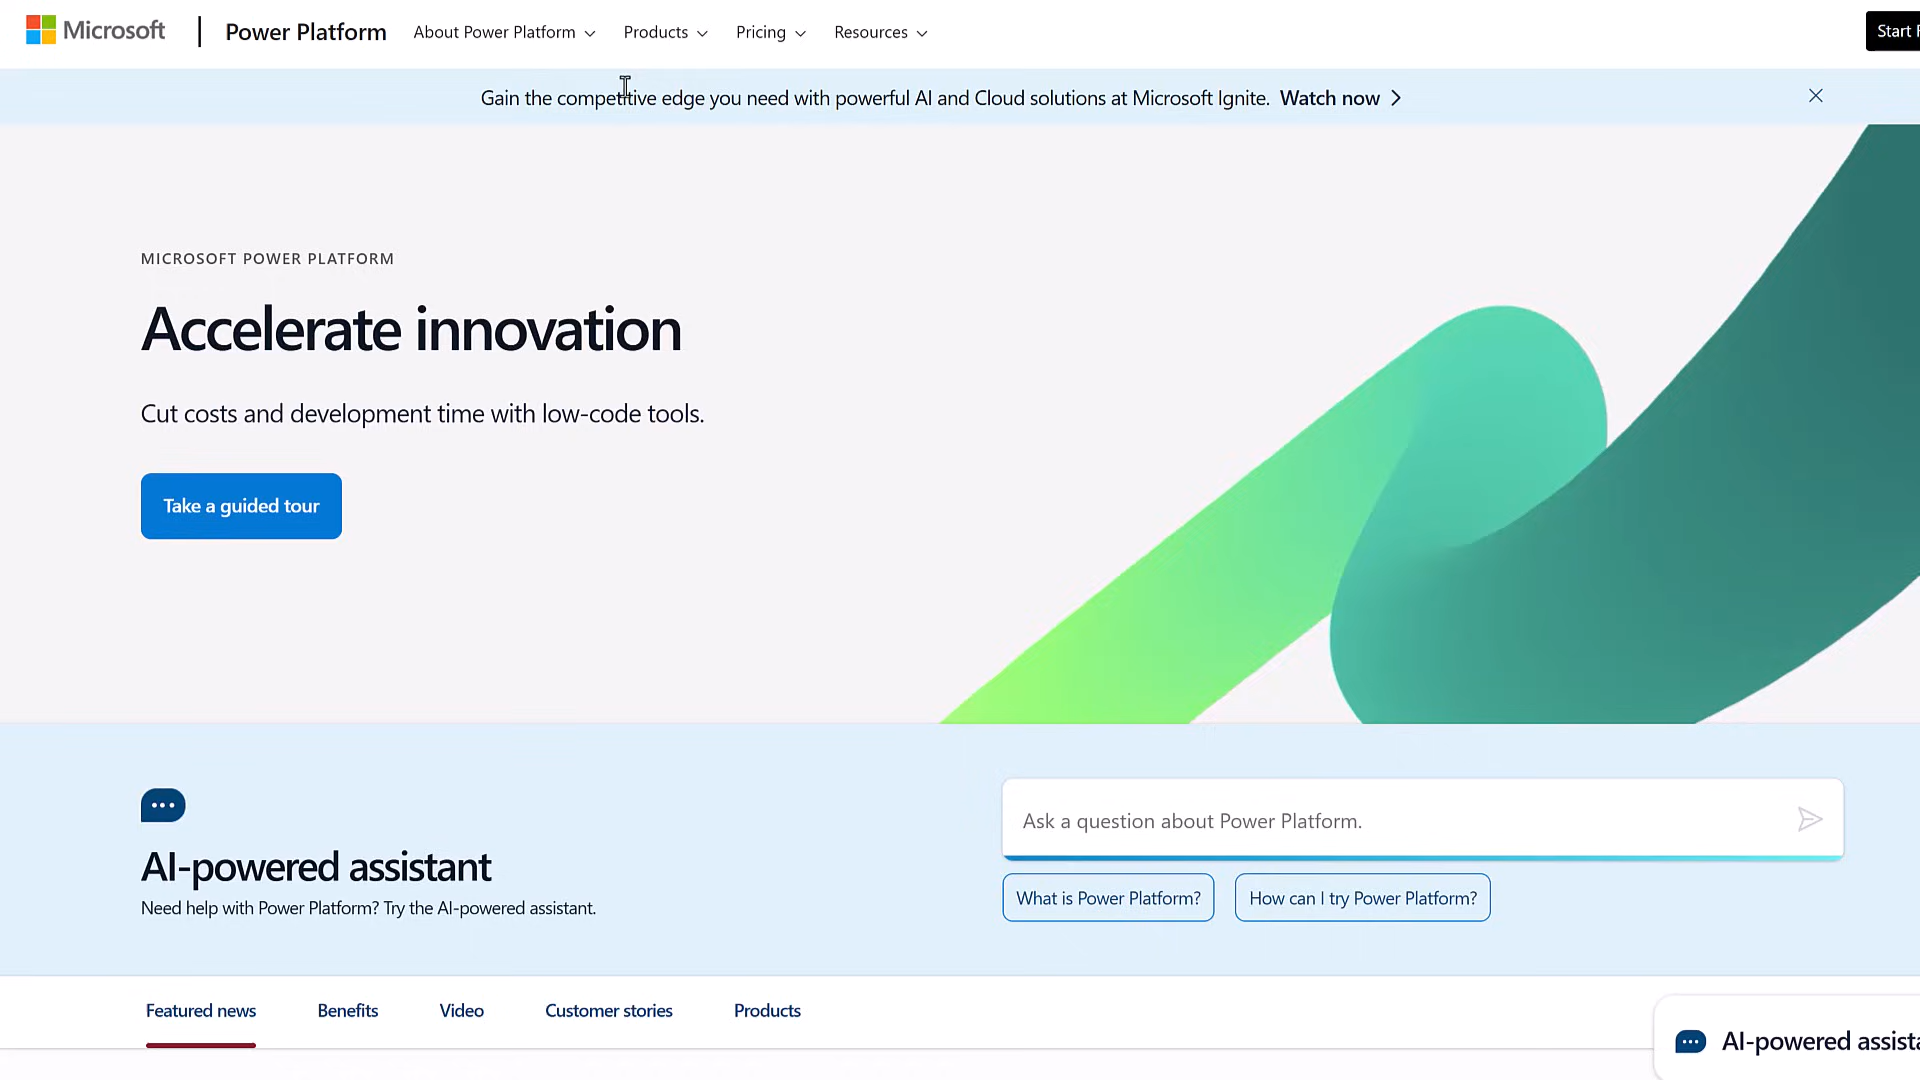 Microsoft
Power Platform
About Power Platform
Products
Pricing
Resources
Start
Gain the competitive edge you need with powerful AI and Cloud solutions at Microsoft Ignite. Watch now
MICROSOFT POWER PLATFORM
Accelerate innovation
Cut costs and development time with low-code tools.
Take a guided tour
AI-powered assistant
Need help with Power Platform? Try the AI-powered assistant.
Ask a question about Power Platform.
What is Power Platform?
How can I try Power Platform?
Featured news
Benefits
Video
Customer stories
Products
AI-powered